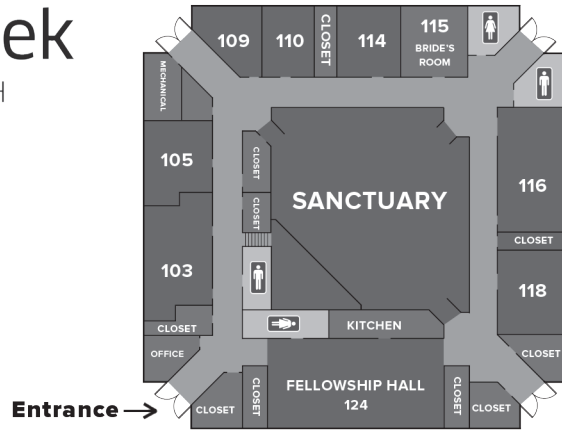 ek
H
109
110
CLOSET
114
115
BRIDE'S
ROOM
MECHANICAL
105
CLOSET
SANCTUARY
116
CLOSET
CLOSET
103
118
CLOSET
KITCHEN
OFFICE
CLOSET
FELLOWSHIP HALL
124
Entrance
CLOSET
CLOSET
CLOSET
CLOSET